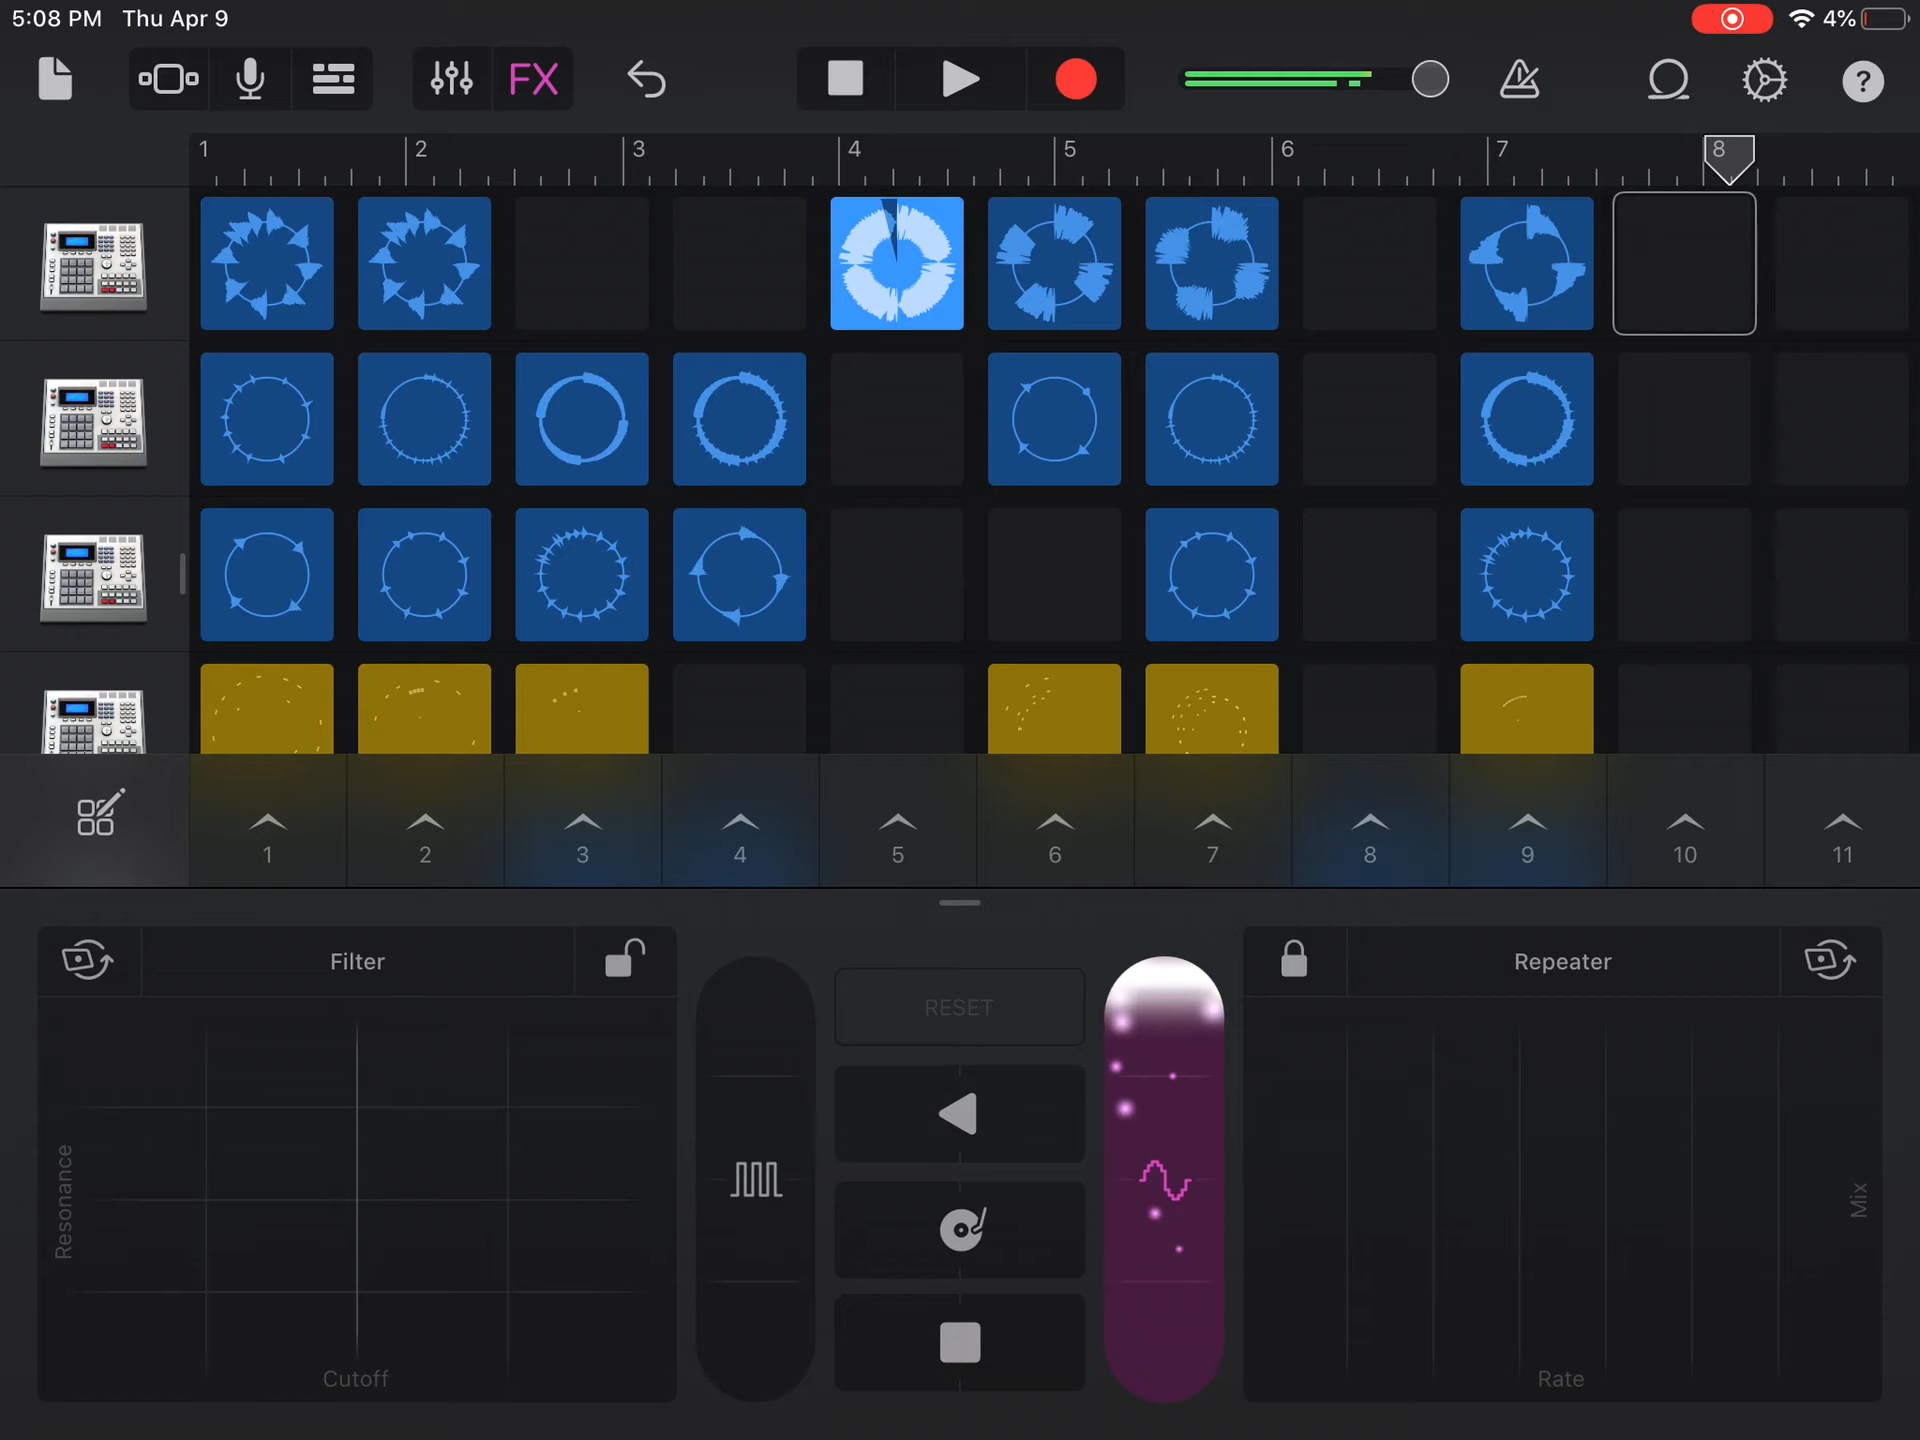 5:08 PM Thu Apr 9
4%
FX
?
1 2 3 4 5 6 7 8
1 2 3 4 5 6 7 8 9 10 11
Filter
Resonance
Cutoff
RESET
Repeater
Mix
Rate